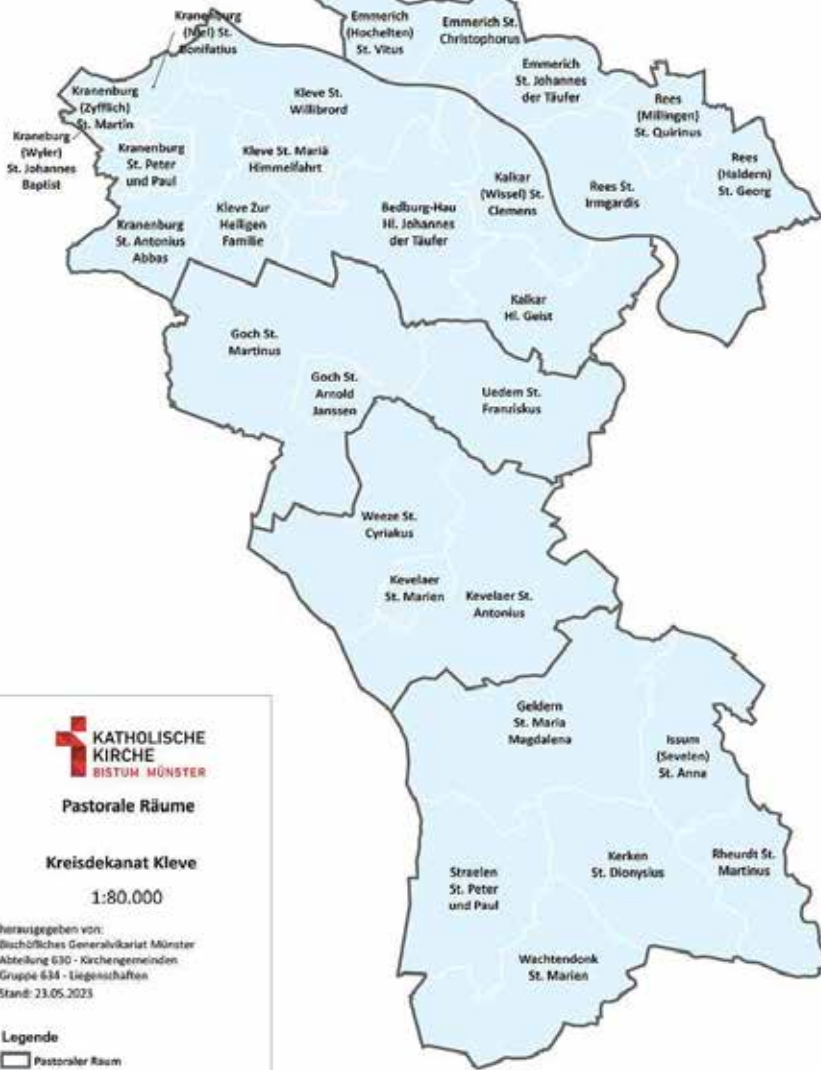 Kranenburg
(Niel) St.
Bonifatius
Emmerich
(Hochelten)
St. Vitus
Emmerich St.
Christophorus
Emmerich
St. Johannes
der Täufer
Rees
(Millingen)
St. Quirinus
Rees
(Haldern)
St. Georg
Rees St.
Irmgardis
Kranenburg
(Zyfflich)
St. Martin
Kraneburg
(Wyler)
St. Johannes
Baptist
Kranenburg
St. Peter
und Paul
Kranenburg
St. Antonius
Abbas
Kleve St.
Willibrord
Kleve St. Mariä
Himmelfahrt
Kleve Zur
Heiligen
Familie
Bedburg-Hau
Hl. Johannes
der Täufer
Kalkar
(Wissel) St.
Clemens
Kalkar
Hl. Geist
Goch St.
Martinus
Goch St.
Arnold
Janssen
Uedem St.
Franziskus
Weeze St.
Cyriakus
Kevelaer
St. Marien
Kevelaer St.
Antonius
Geldern
St. Maria
Magdalena
Issum
(Sevelen)
St. Anna
Straelen
St. Peter
und Paul
Kerken
St. Dionysius
Rheurdt St.
Martinus
Wachtendonk
St. Marien
KATHOLISCHE
KIRCHE
BISTUM MÜNSTER
Pastorale Räume
Kreisdekanat Kleve
1:80.000
herausgegeben von:
Bischöfliches Generalvikariat Münster
Abteilung 630 - Kirchengemeinden
Gruppe 634 - Liegenschaften
Stand: 23.05.2023
Legende
Pastoraler Raum